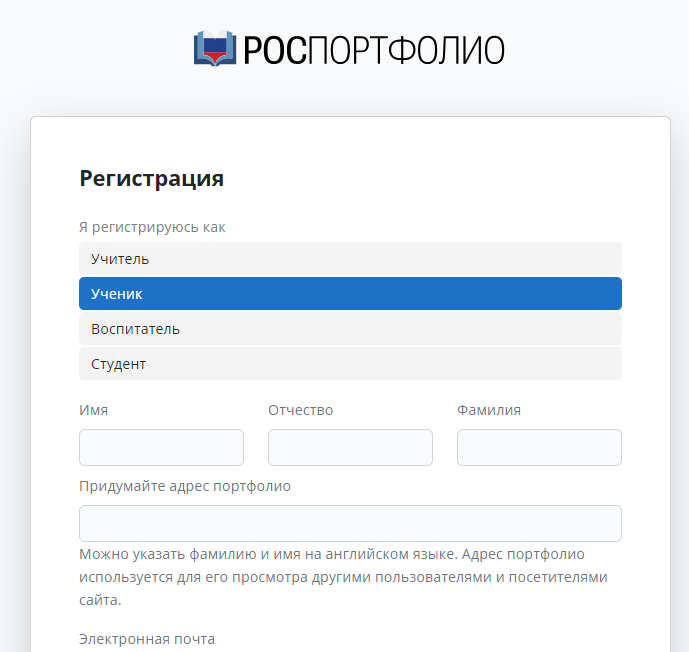 РОСПОРТФОЛИО
Регистрация
Я регистрируюсь как
Учитель
Ученик
Воспитатель
Студент
Имя Отчество Фамилия
Придумайте адрес портфолио
Можно указать фамилию и имя на английском языке. Адрес портфолио
используется для его просмотра другими пользователями и посетителями
сайта.
Электронная почта